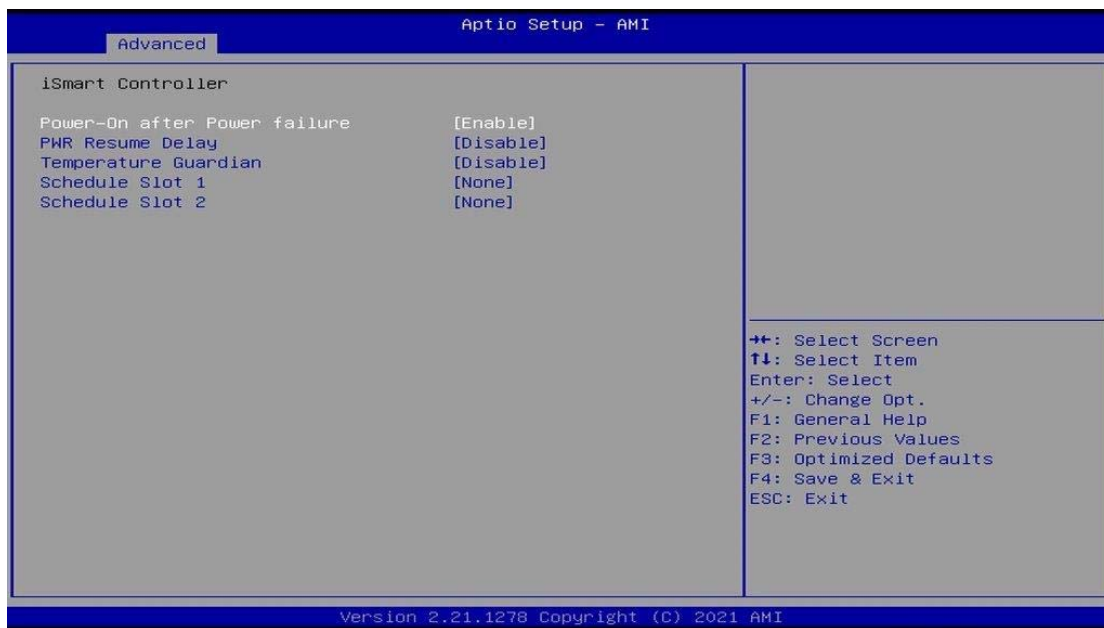 Aptio Setup – AMI
Advanced
iSmart Controller
Power-On after Power failure [Enable]
PWR Resume Delay [Disable]
Temperature Guardian [Disable]
Schedule Slot 1 [None]
Schedule Slot 2 [None]
→←: Select Screen
↑↓: Select Item
Enter: Select
+/-: Change Opt.
F1: General Help
F2: Previous Values
F3: Optimized Defaults
F4: Save & Exit
ESC: Exit
Version 2.21.1278 Copyright (C) 2021 AMI